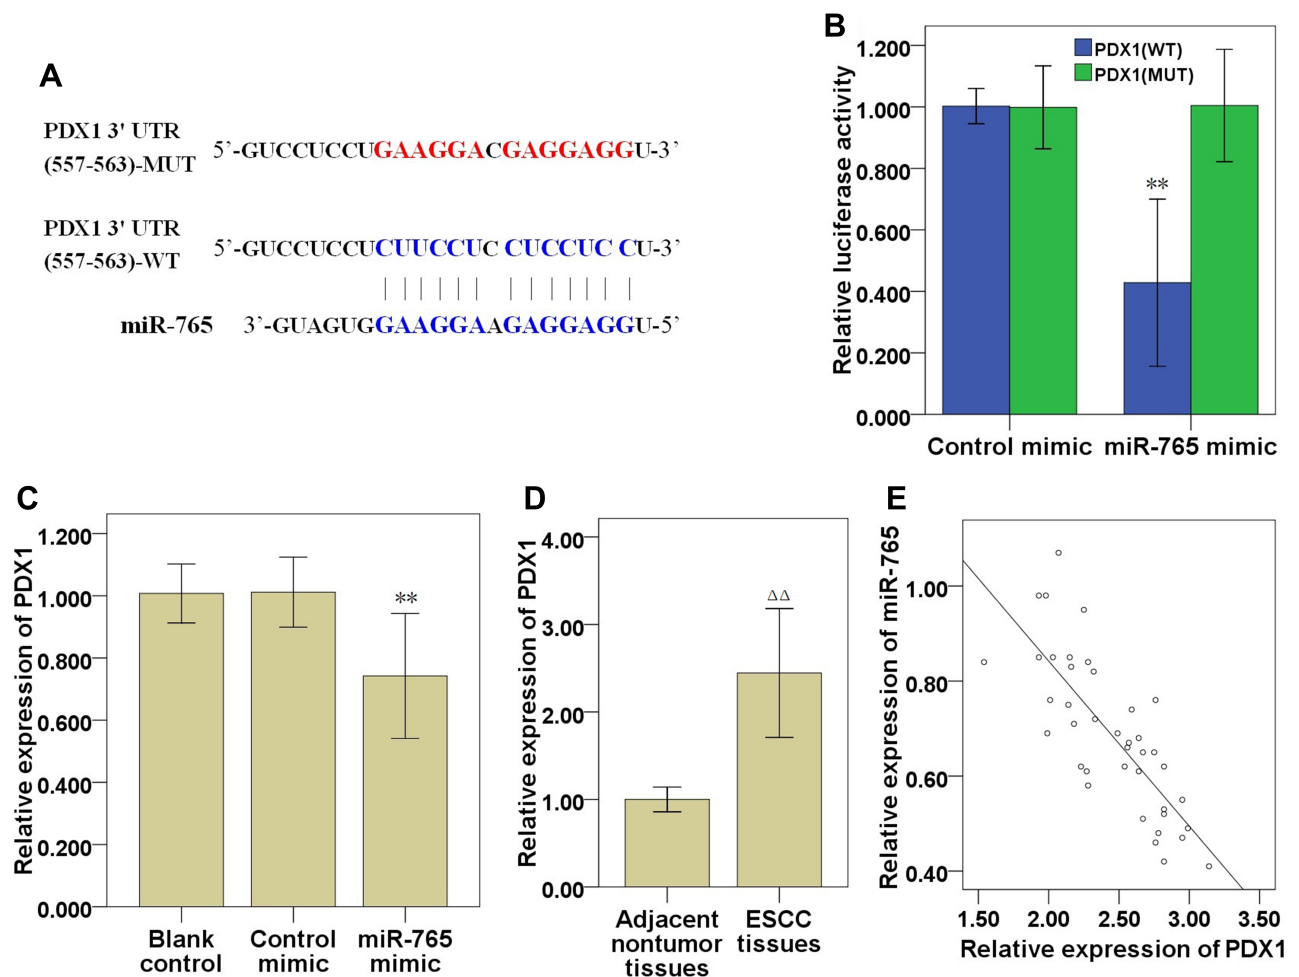 A
PDX1 3' UTR
(557-563)-MUT
5’-GUCCUCCUGAAGGACGAGGAGGU-3’
PDX1 3' UTR
(557-563)-WT
5’-GUCCUCCUCUUCCUC CUCCUC CU-3’
miR-765
3’-GUAGUGGAAGGAAGAGGAGGU-5’
B
Relative luciferase activity
1.200
1.000
0.800
0.600
0.400
0.200
0.000
PDX1(WT)
PDX1(MUT)
**
Control mimic
miR-765 mimic
C
Relative expression of PDX1
1.200
1.000
0.800
0.600
0.400
0.200
0.000
**
Blank
control
Control
mimic
miR-765
mimic
D
Relative expression of PDX1
4.00
3.00
2.00
1.00
0.00
ΔΔ
Adjacent
nontumor
tissues
ESCC
tissues
E
Relative expression of miR-765
1.00
0.80
0.60
0.40
1.50
2.00
2.50
3.00
3.50
Relative expression of PDX1